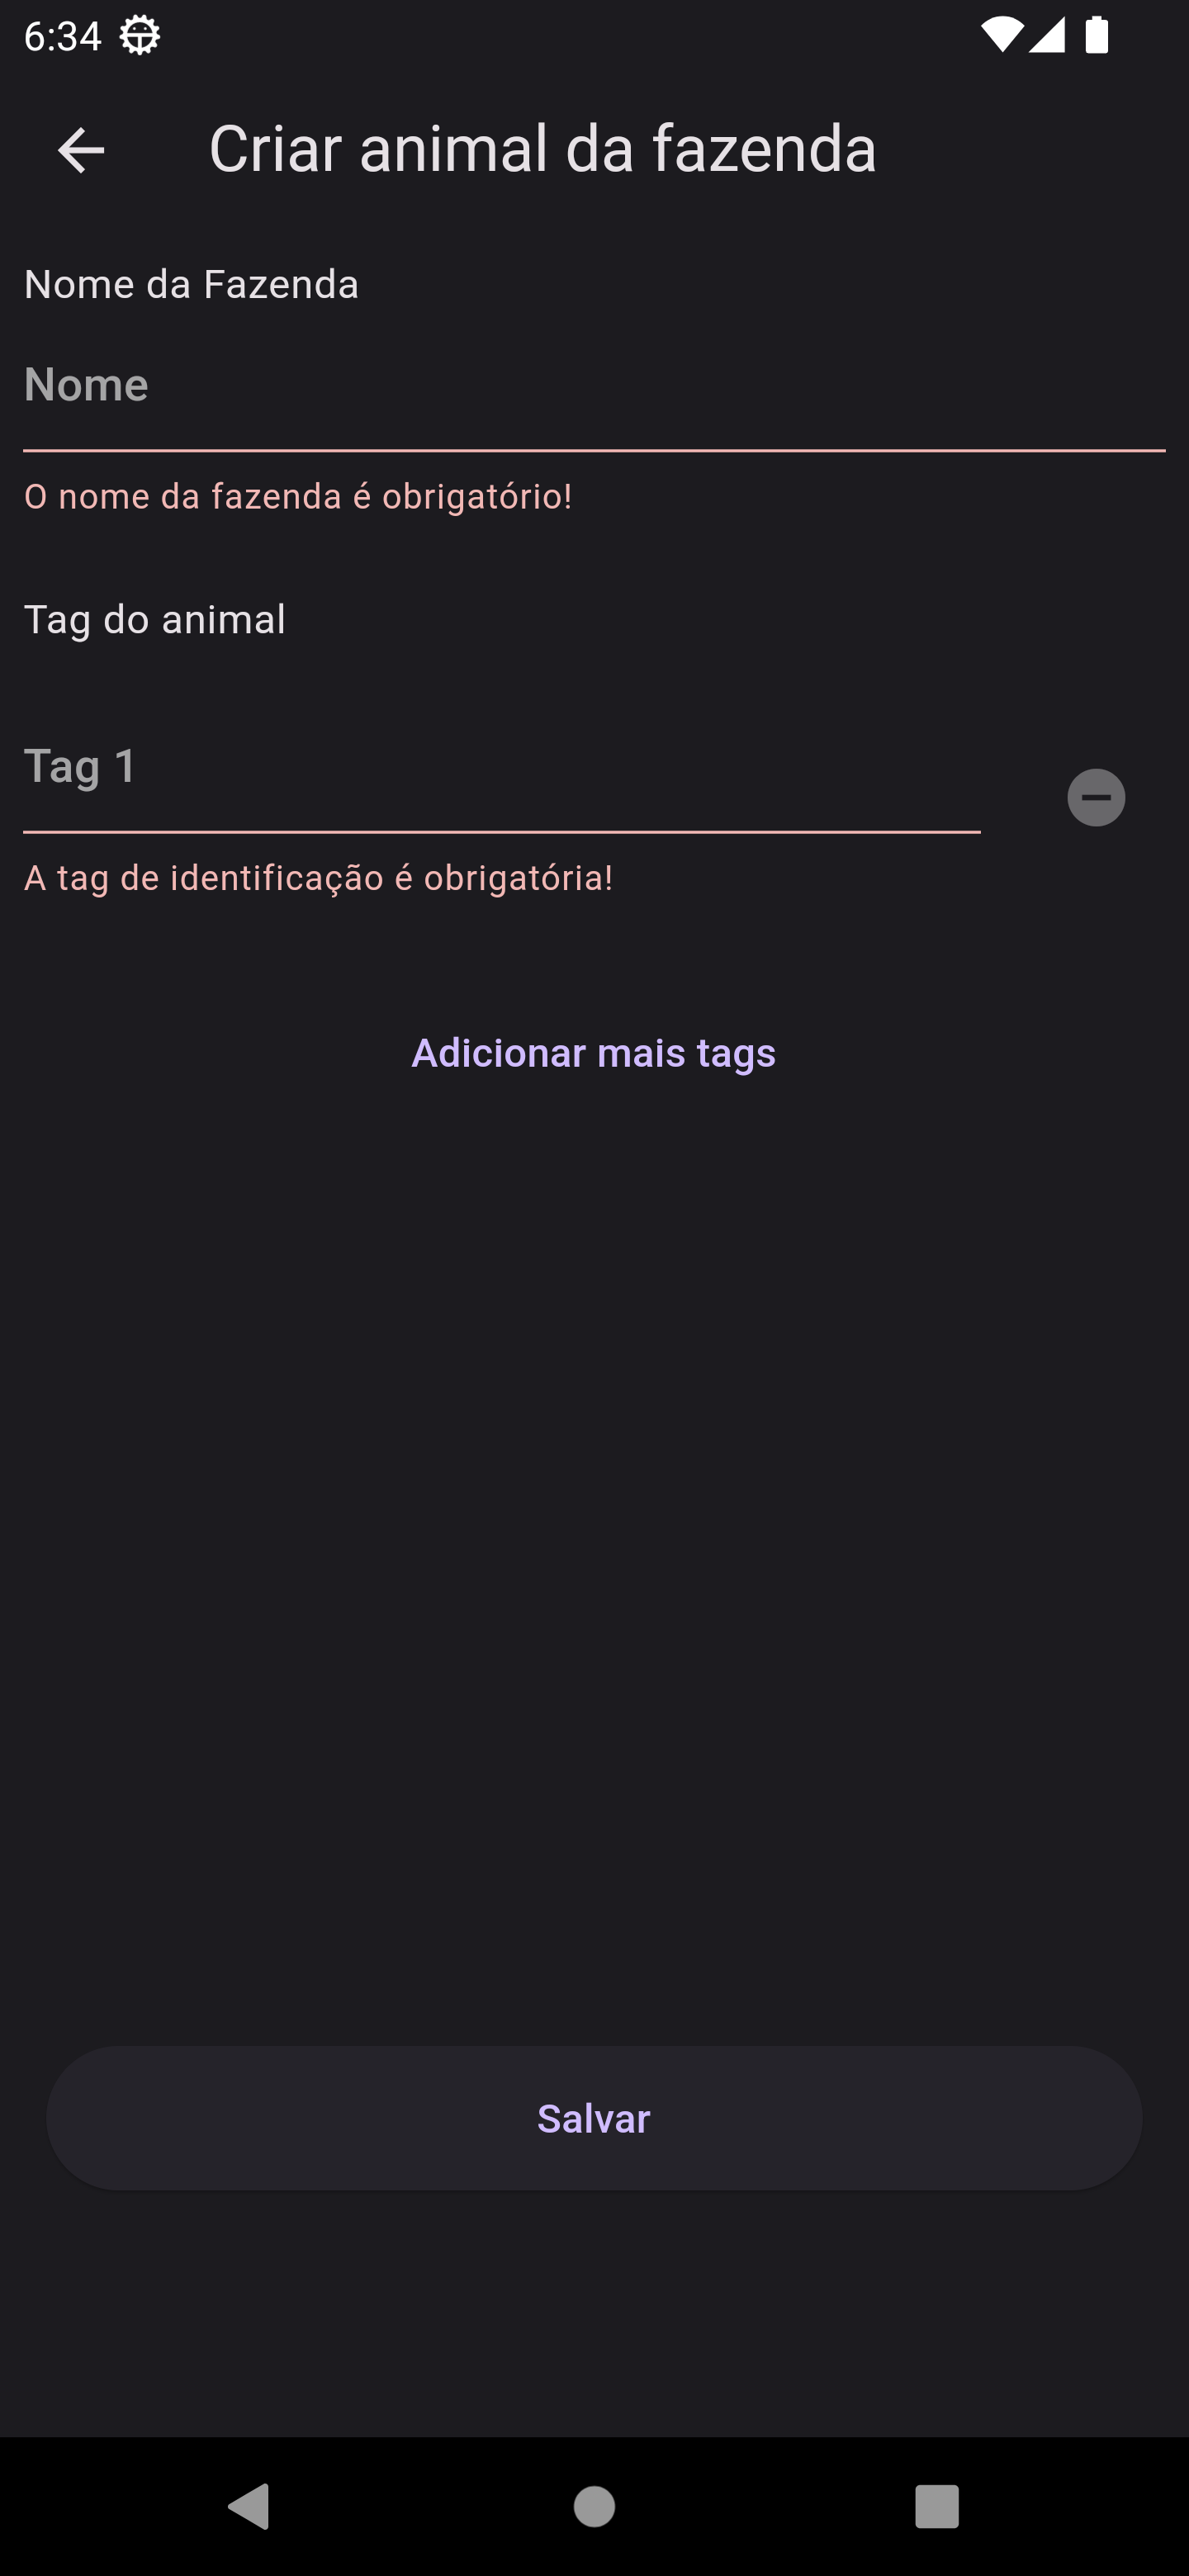 6:34
Criar animal da fazenda
Nome da Fazenda
Nome
O nome da fazenda é obrigatório!
Tag do animal
Tag 1
A tag de identificação é obrigatória!
Adicionar mais tags
Salvar